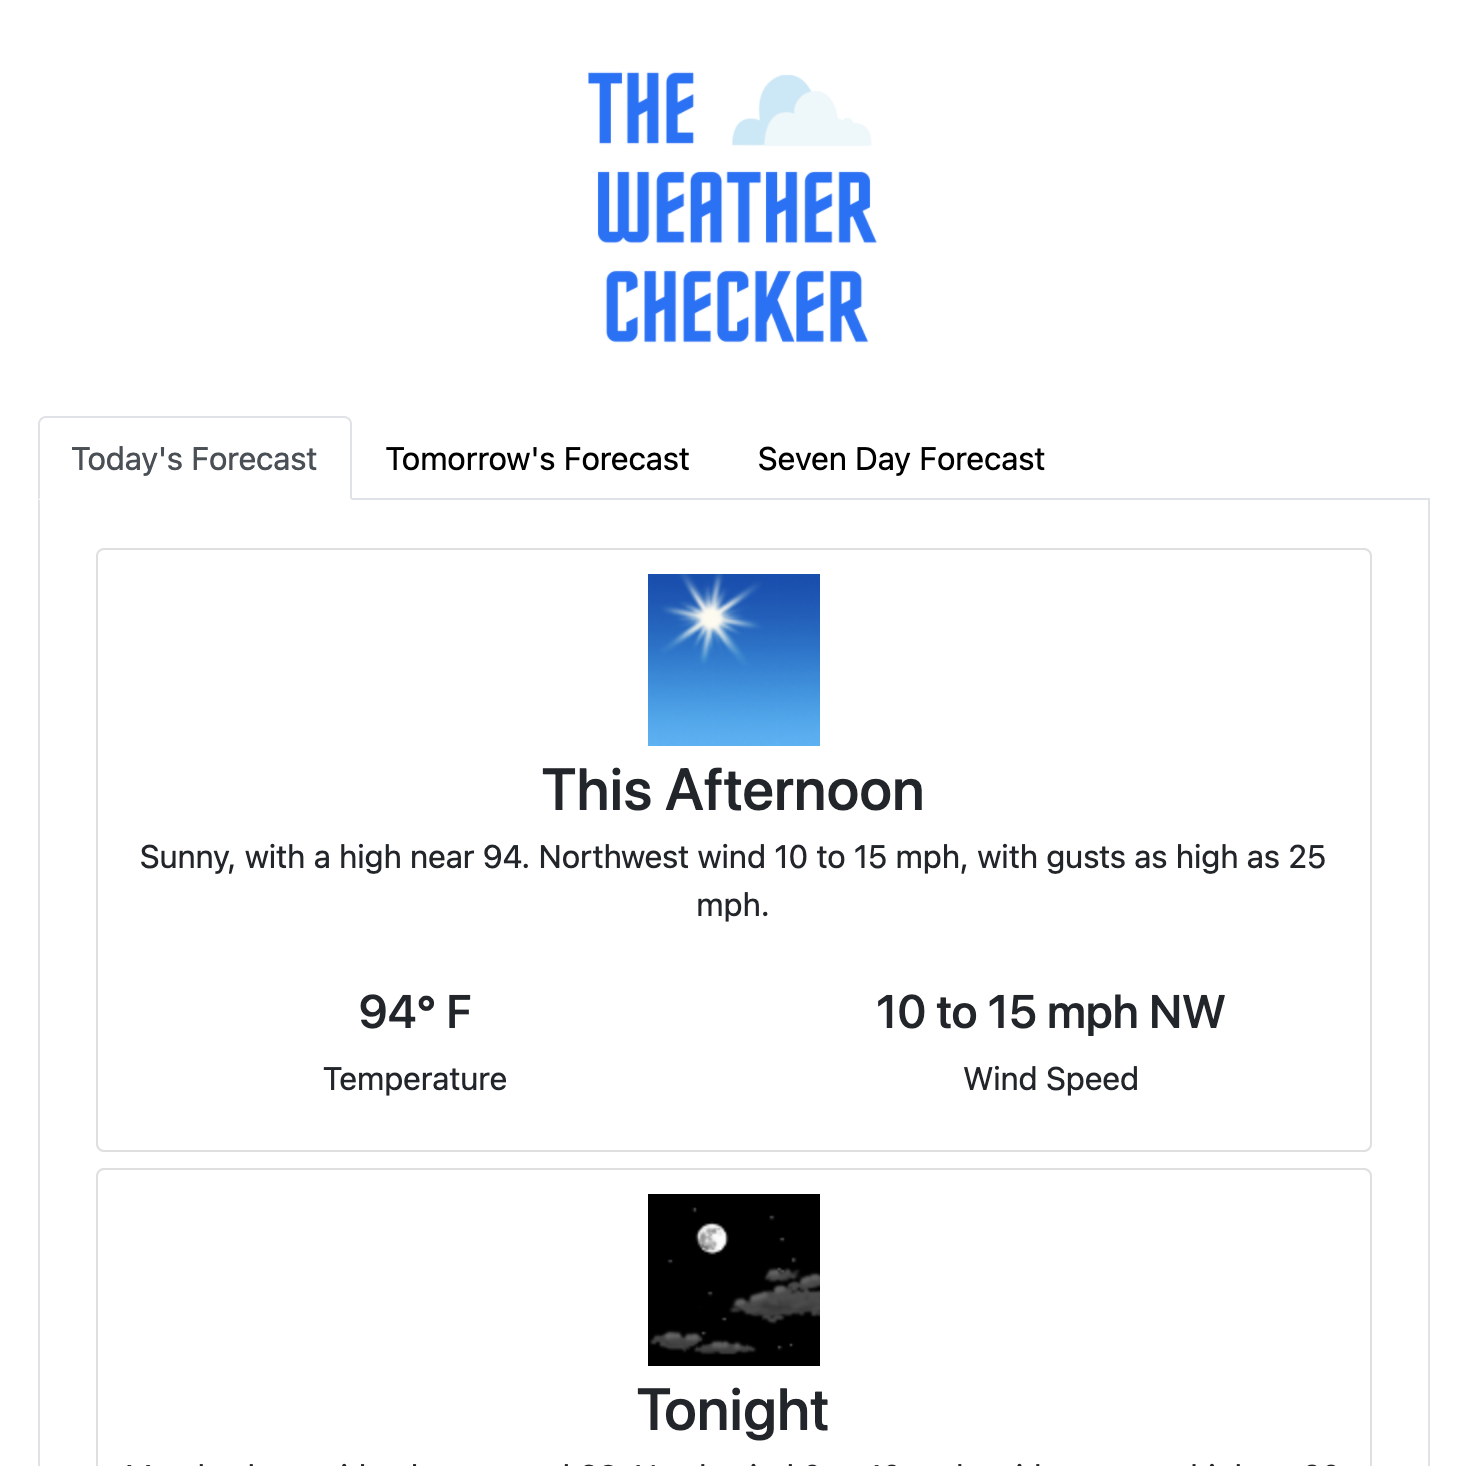 THE
WEATHER
CHECKER
Today's Forecast Tomorrow's Forecast Seven Day Forecast
This Afternoon
Sunny, with a high near 94. Northwest wind 10 to 15 mph, with gusts as high as 25
mph.
94° F 10 to 15 mph NW
Temperature Wind Speed
Tonight